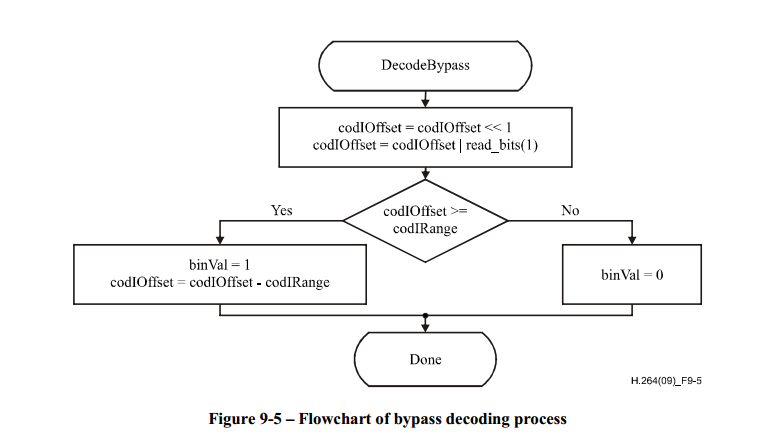 DecodeBypass
codIOffset = codIOffset << 1
codIOffset = codIOffset | read_bits(1)
codIOffset >=
codIRange
Yes
No
binVal = 1
codIOffset = codIOffset - codIRange
binVal = 0
Done
H.264(09)_F9-5
Figure 9-5 – Flowchart of bypass decoding process